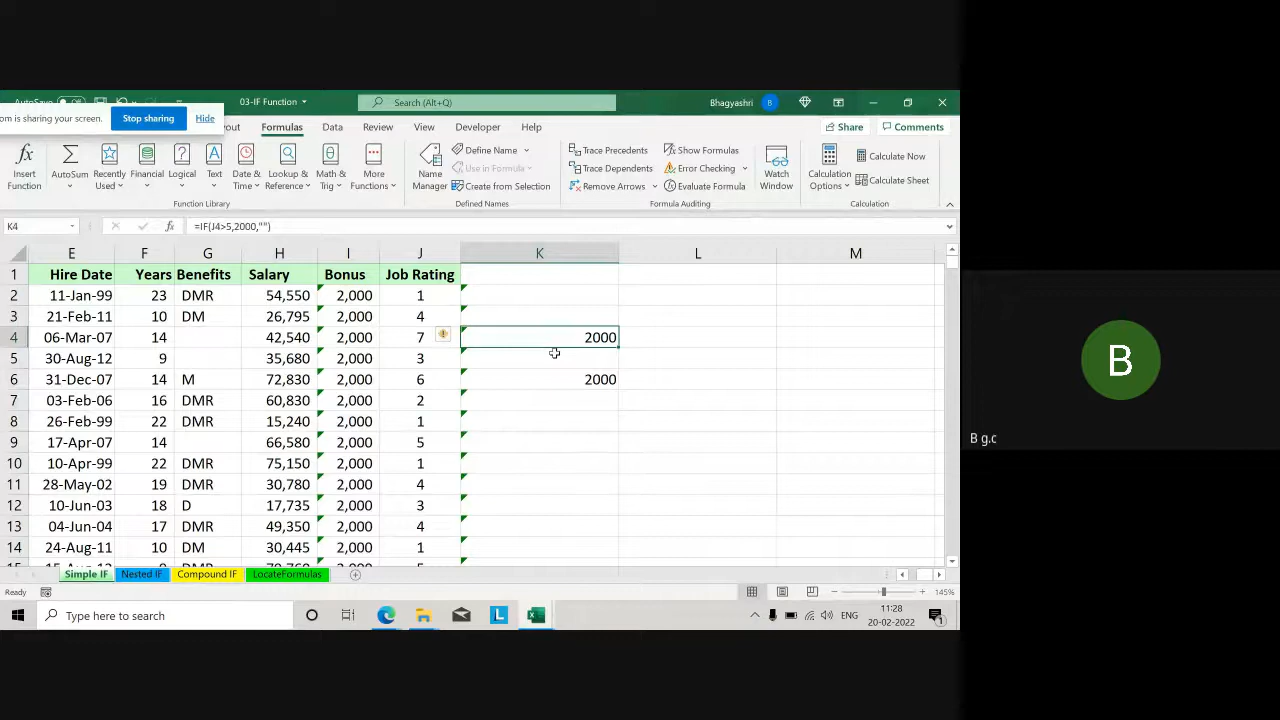 AutoSave Off
03-IF Function
Search (Alt+Q)
Bhagyashri B
om is sharing your screen. Stop sharing Hide
out Formulas Data Review View Developer Help
Share Comments
fx Insert Function
AutoSum
Recently Used
Financial
Logical
Text
Date & Time
Lookup & Reference
Math & Trig
More Functions
Name Manager
Define Name
Use in Formula
Create from Selection
Trace Precedents
Trace Dependents
Remove Arrows
Show Formulas
Error Checking
Evaluate Formula
Watch Window
Calculation Options
Calculate Now
Calculate Sheet
Function Library Defined Names Formula Auditing Calculation
K4 fx =IF(J4>5,2000,"")
E F G H I J K L M
1 Hire Date Years Benefits Salary Bonus Job Rating
2 11-Jan-99 23 DMR 54,550 2,000 1
3 21-Feb-11 10 DM 26,795 2,000 4
4 06-Mar-07 14 42,540 2,000 7 2000
5 30-Aug-12 9 35,680 2,000 3
6 31-Dec-07 14 M 72,830 2,000 6 2000
7 03-Feb-06 16 DMR 60,830 2,000 2
8 26-Feb-99 22 DMR 15,240 2,000 1
9 17-Apr-07 14 66,580 2,000 5
10 10-Apr-99 22 DMR 75,150 2,000 1
11 28-May-02 19 DMR 30,780 2,000 4
12 10-Jun-03 18 D 17,735 2,000 3
13 04-Jun-04 17 DMR 49,350 2,000 4
14 24-Aug-11 10 DM 30,445 2,000 1
Simple IF Nested IF Compound IF LocateFormulas
Ready 145%
Type here to search
L
ENG
11:28
20-02-2022
1
B
B g.c